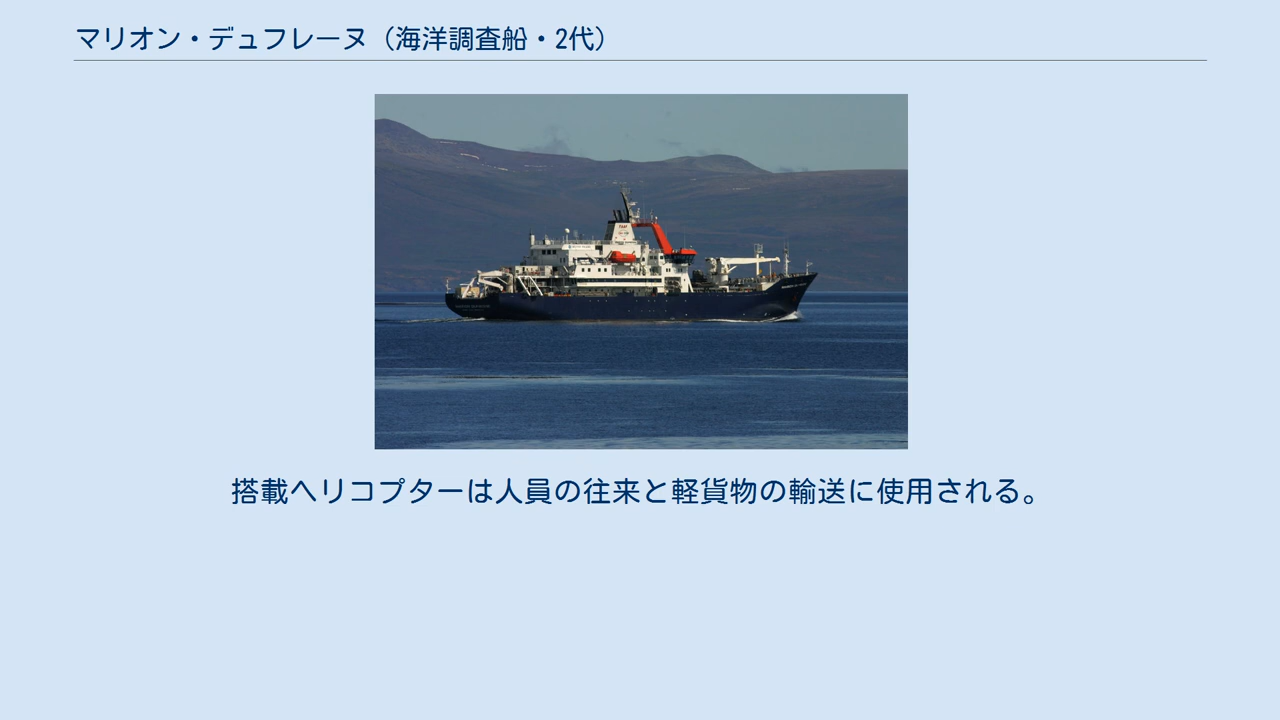 マリオン・デュフレーヌ（海洋調査船・2代）
搭載ヘリコプターは人員の往来と軽貨物の輸送に使用される。